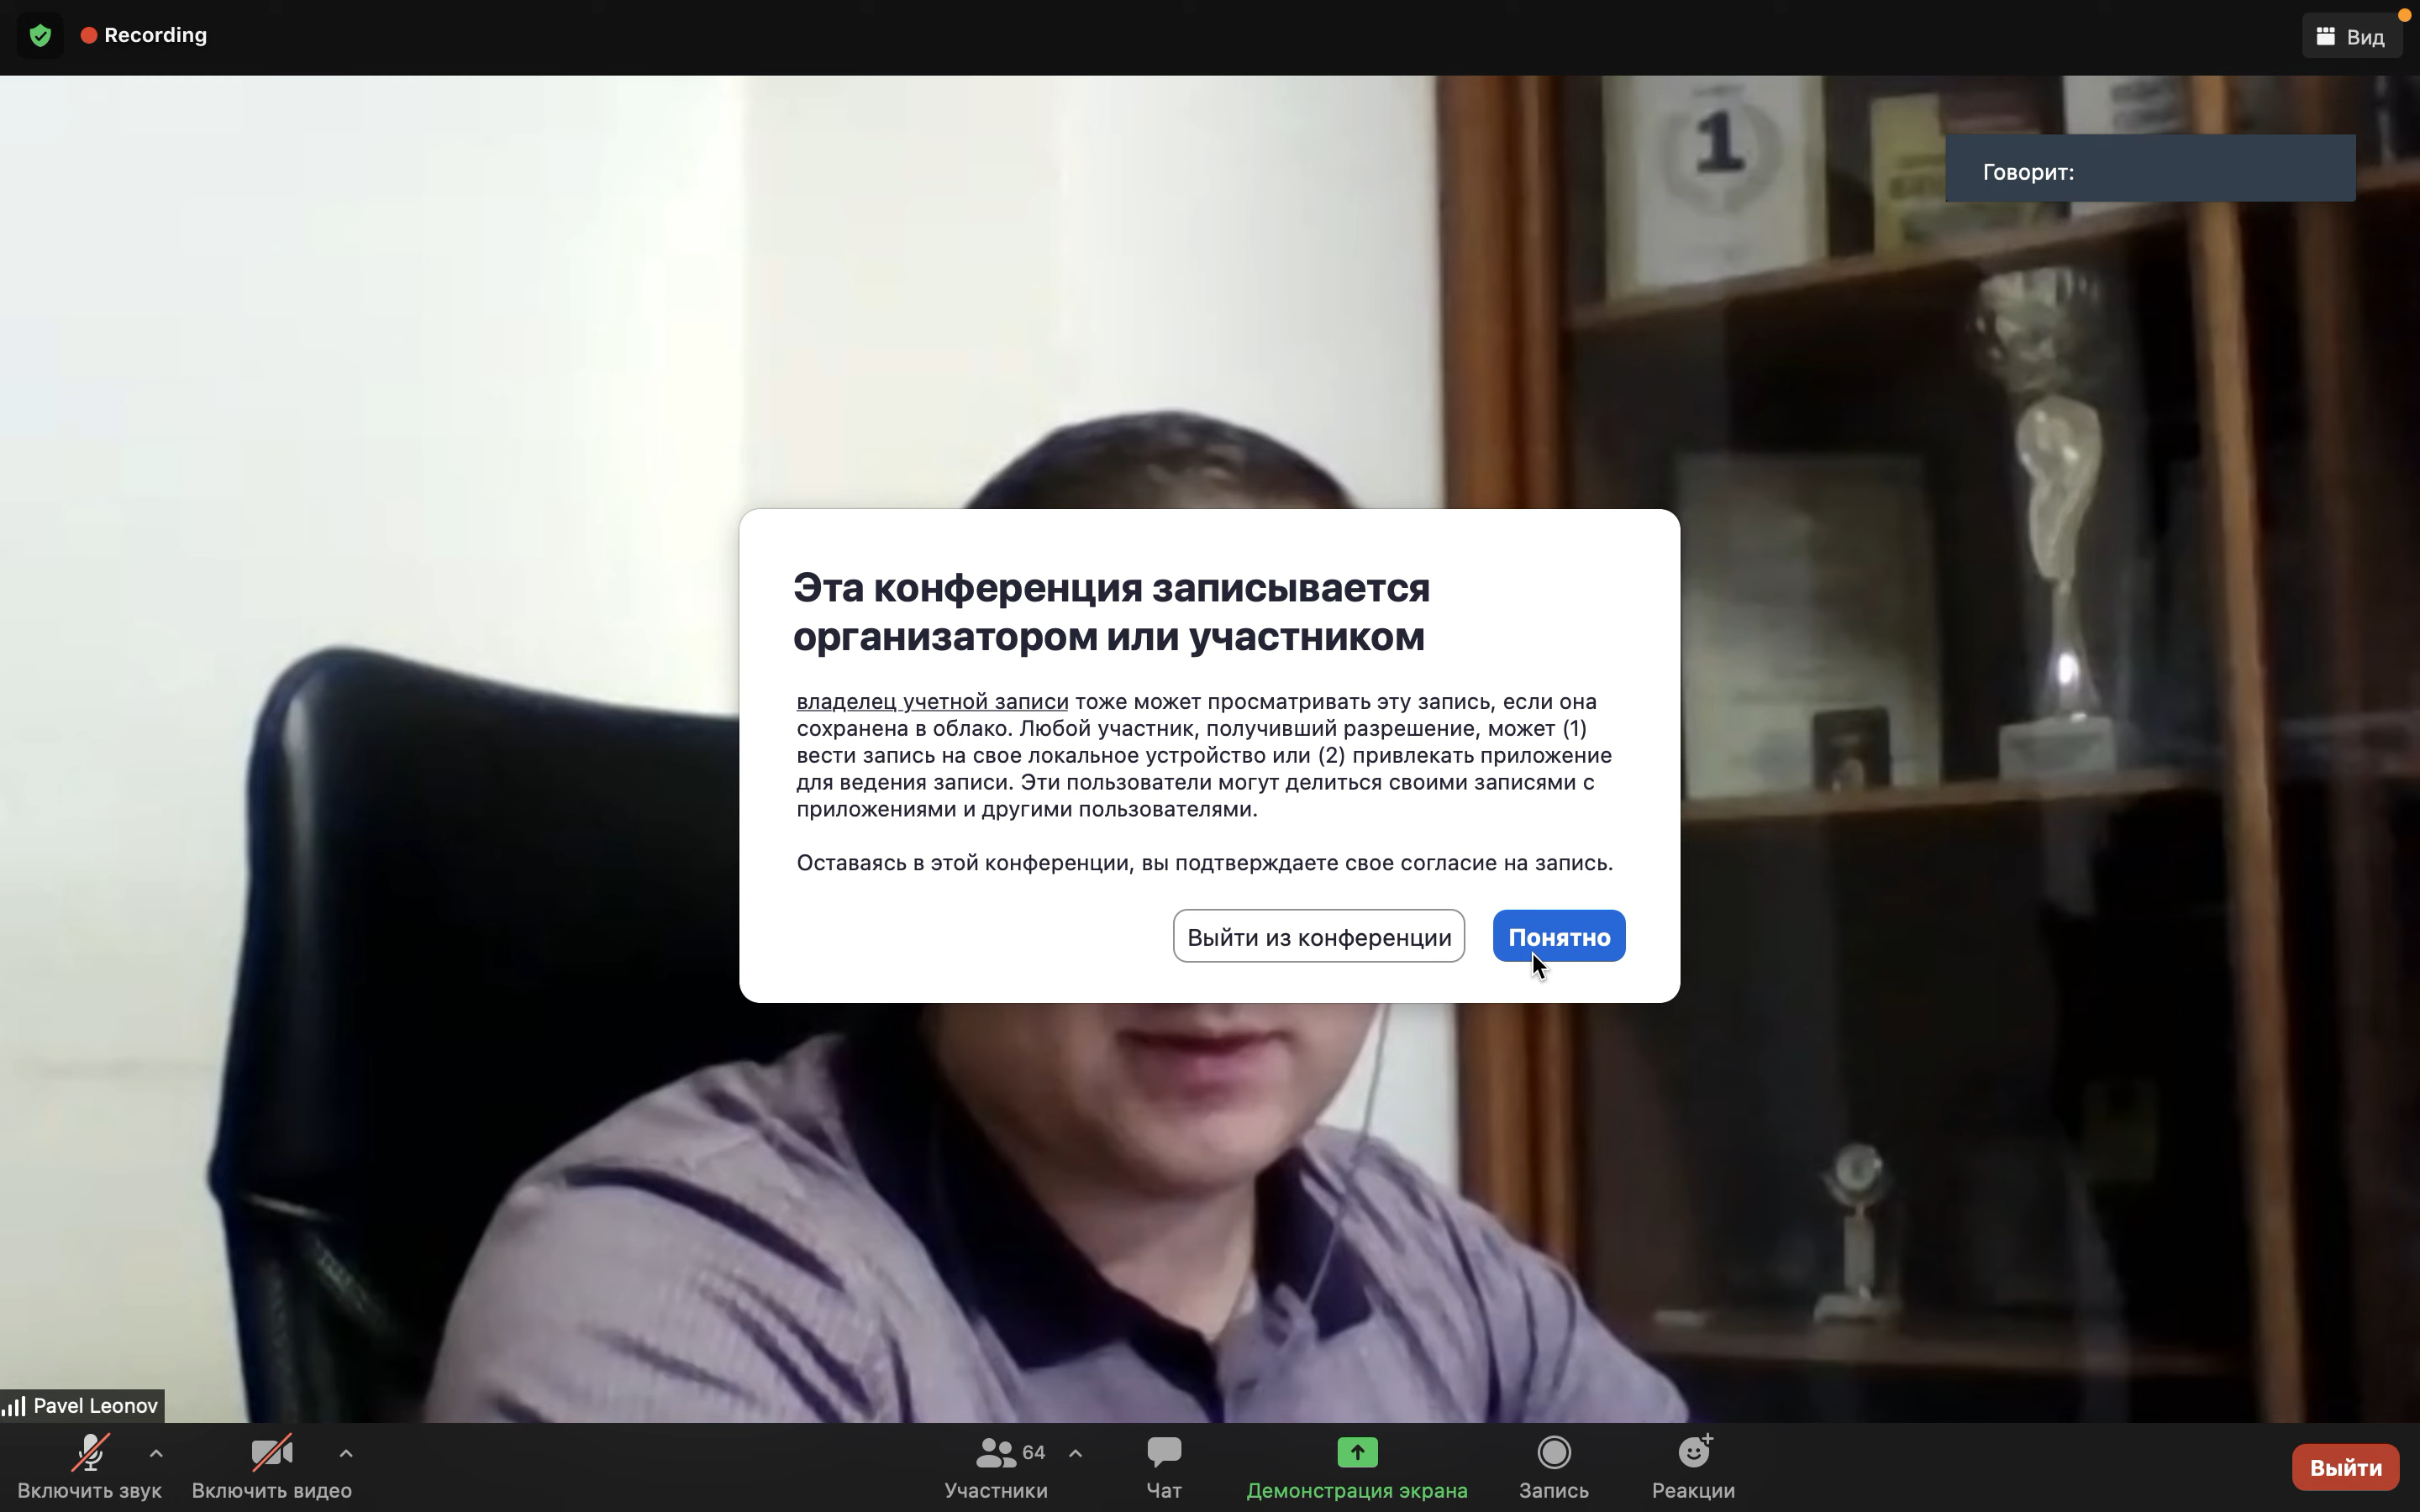 Recording
Вид
1
Говорит:
Эта конференция записывается
организатором или участником
владелец учетной записи тоже может просматривать эту запись, если она
сохранена в облако. Любой участник, получивший разрешение, может (1)
вести запись на свое локальное устройство или (2) привлекать приложение
для ведения записи. Эти пользователи могут делиться своими записями с
приложениями и другими пользователями.
Оставаясь в этой конференции, вы подтверждаете свое согласие на запись.
Выйти из конференции
Понятно
Pavel Leonov
64
Включить звук
Включить видео
Участники
Чат
Демонстрация экрана
Запись
Реакции
Выйти